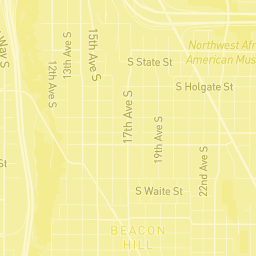 Way S
12th Ave S
13th Ave S
15th Ave S
Northwest Afri
American Mus
S State St
S Holgate St
17th Ave S
19th Ave S
22nd Ave S
St
S Waite St
BEACON
HILL